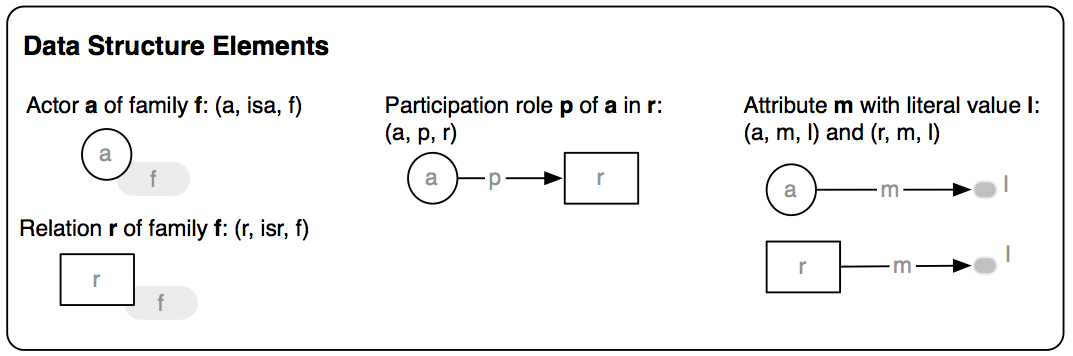 Data Structure Elements
Actor a of family f: (a, isa, f)
a
f
Relation r of family f: (r, isr, f)
r
f
Participation role p of a in r:
(a, p, r)
a
p
r
Attribute m with literal value l:
(a, m, l) and (r, m, l)
a
m
l
r
m
l